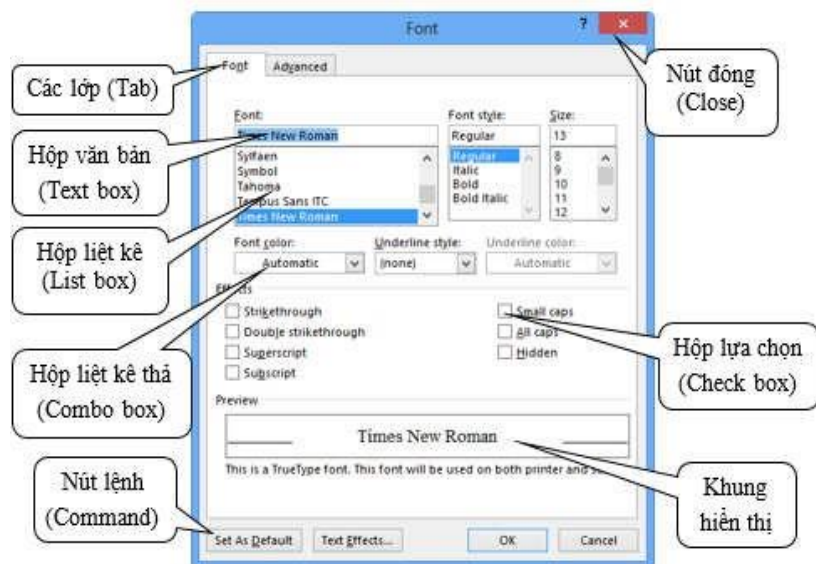 Font ? ×
Các lớp (Tab)
Nút đóng
(Close)
Font Advanced
Font: Font style: Size:
Times New Roman Regular 13
Hộp văn bản
(Text box)
Sylfaen
Symbol
Tahoma
Tempus Sans ITC
Times New Roman
Regular
Italic
Bold
Bold Italic
8
9
10
11
12
Hộp liệt kê
(List box)
Font color: Underline style: Underline color:
Automatic (none) Automatic
Effects
Strikethrough
Double strikethrough
Superscript
Subscript
Small caps
All caps
Hidden
Hộp liệt kê thả
(Combo box)
Hộp lựa chọn
(Check box)
Preview
Times New Roman
This is a TrueType font. This font will be used on both printer and
Nút lệnh
(Command)
Khung
hiển thị
Set As Default Text Effects... OK Cancel